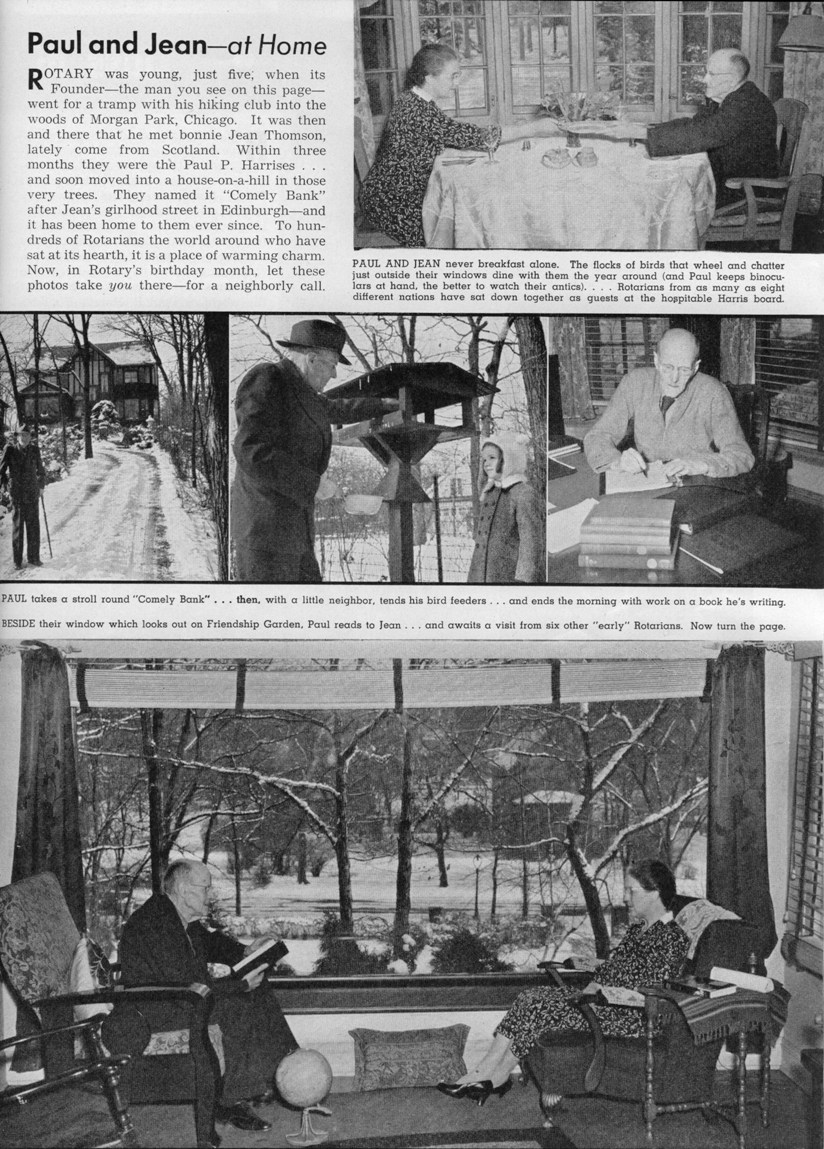 Paul and Jean—at Home
ROTARY was young, just five, when its
Founder—the man you see on this page—
went for a tramp with his hiking club into the
woods of Morgan Park, Chicago. It was then
and there that he met bonnie Jean Thomson,
lately come from Scotland. Within three
months they were the Paul P. Harrises . . .
and soon moved into a house-on-a-hill in those
very trees. They named it "Comely Bank"
after Jean's girlhood street in Edinburgh—and
it has been home to them ever since. To hun-
dreds of Rotarians the world around who have
sat at its hearth, it is a place of warming charm.
Now, in Rotary's birthday month, let these
photos take you there—for a neighborly call.
PAUL AND JEAN never breakfast alone. The flocks of birds that wheel and chatter
just outside their windows dine with them the year around (and Paul keeps binocu-
lars at hand, the better to watch their antics). . . . Rotarians from as many as eight
different nations have sat down together as guests at the hospitable Harris board.
PAUL takes a stroll round "Comely Bank" . . . then, with a little neighbor, tends his bird feeders . . . and ends the morning with work on a book he's writing.
BESIDE their window which looks out on Friendship Garden, Paul reads to Jean . . . and awaits a visit from six other "early" Rotarians. Now turn the page.